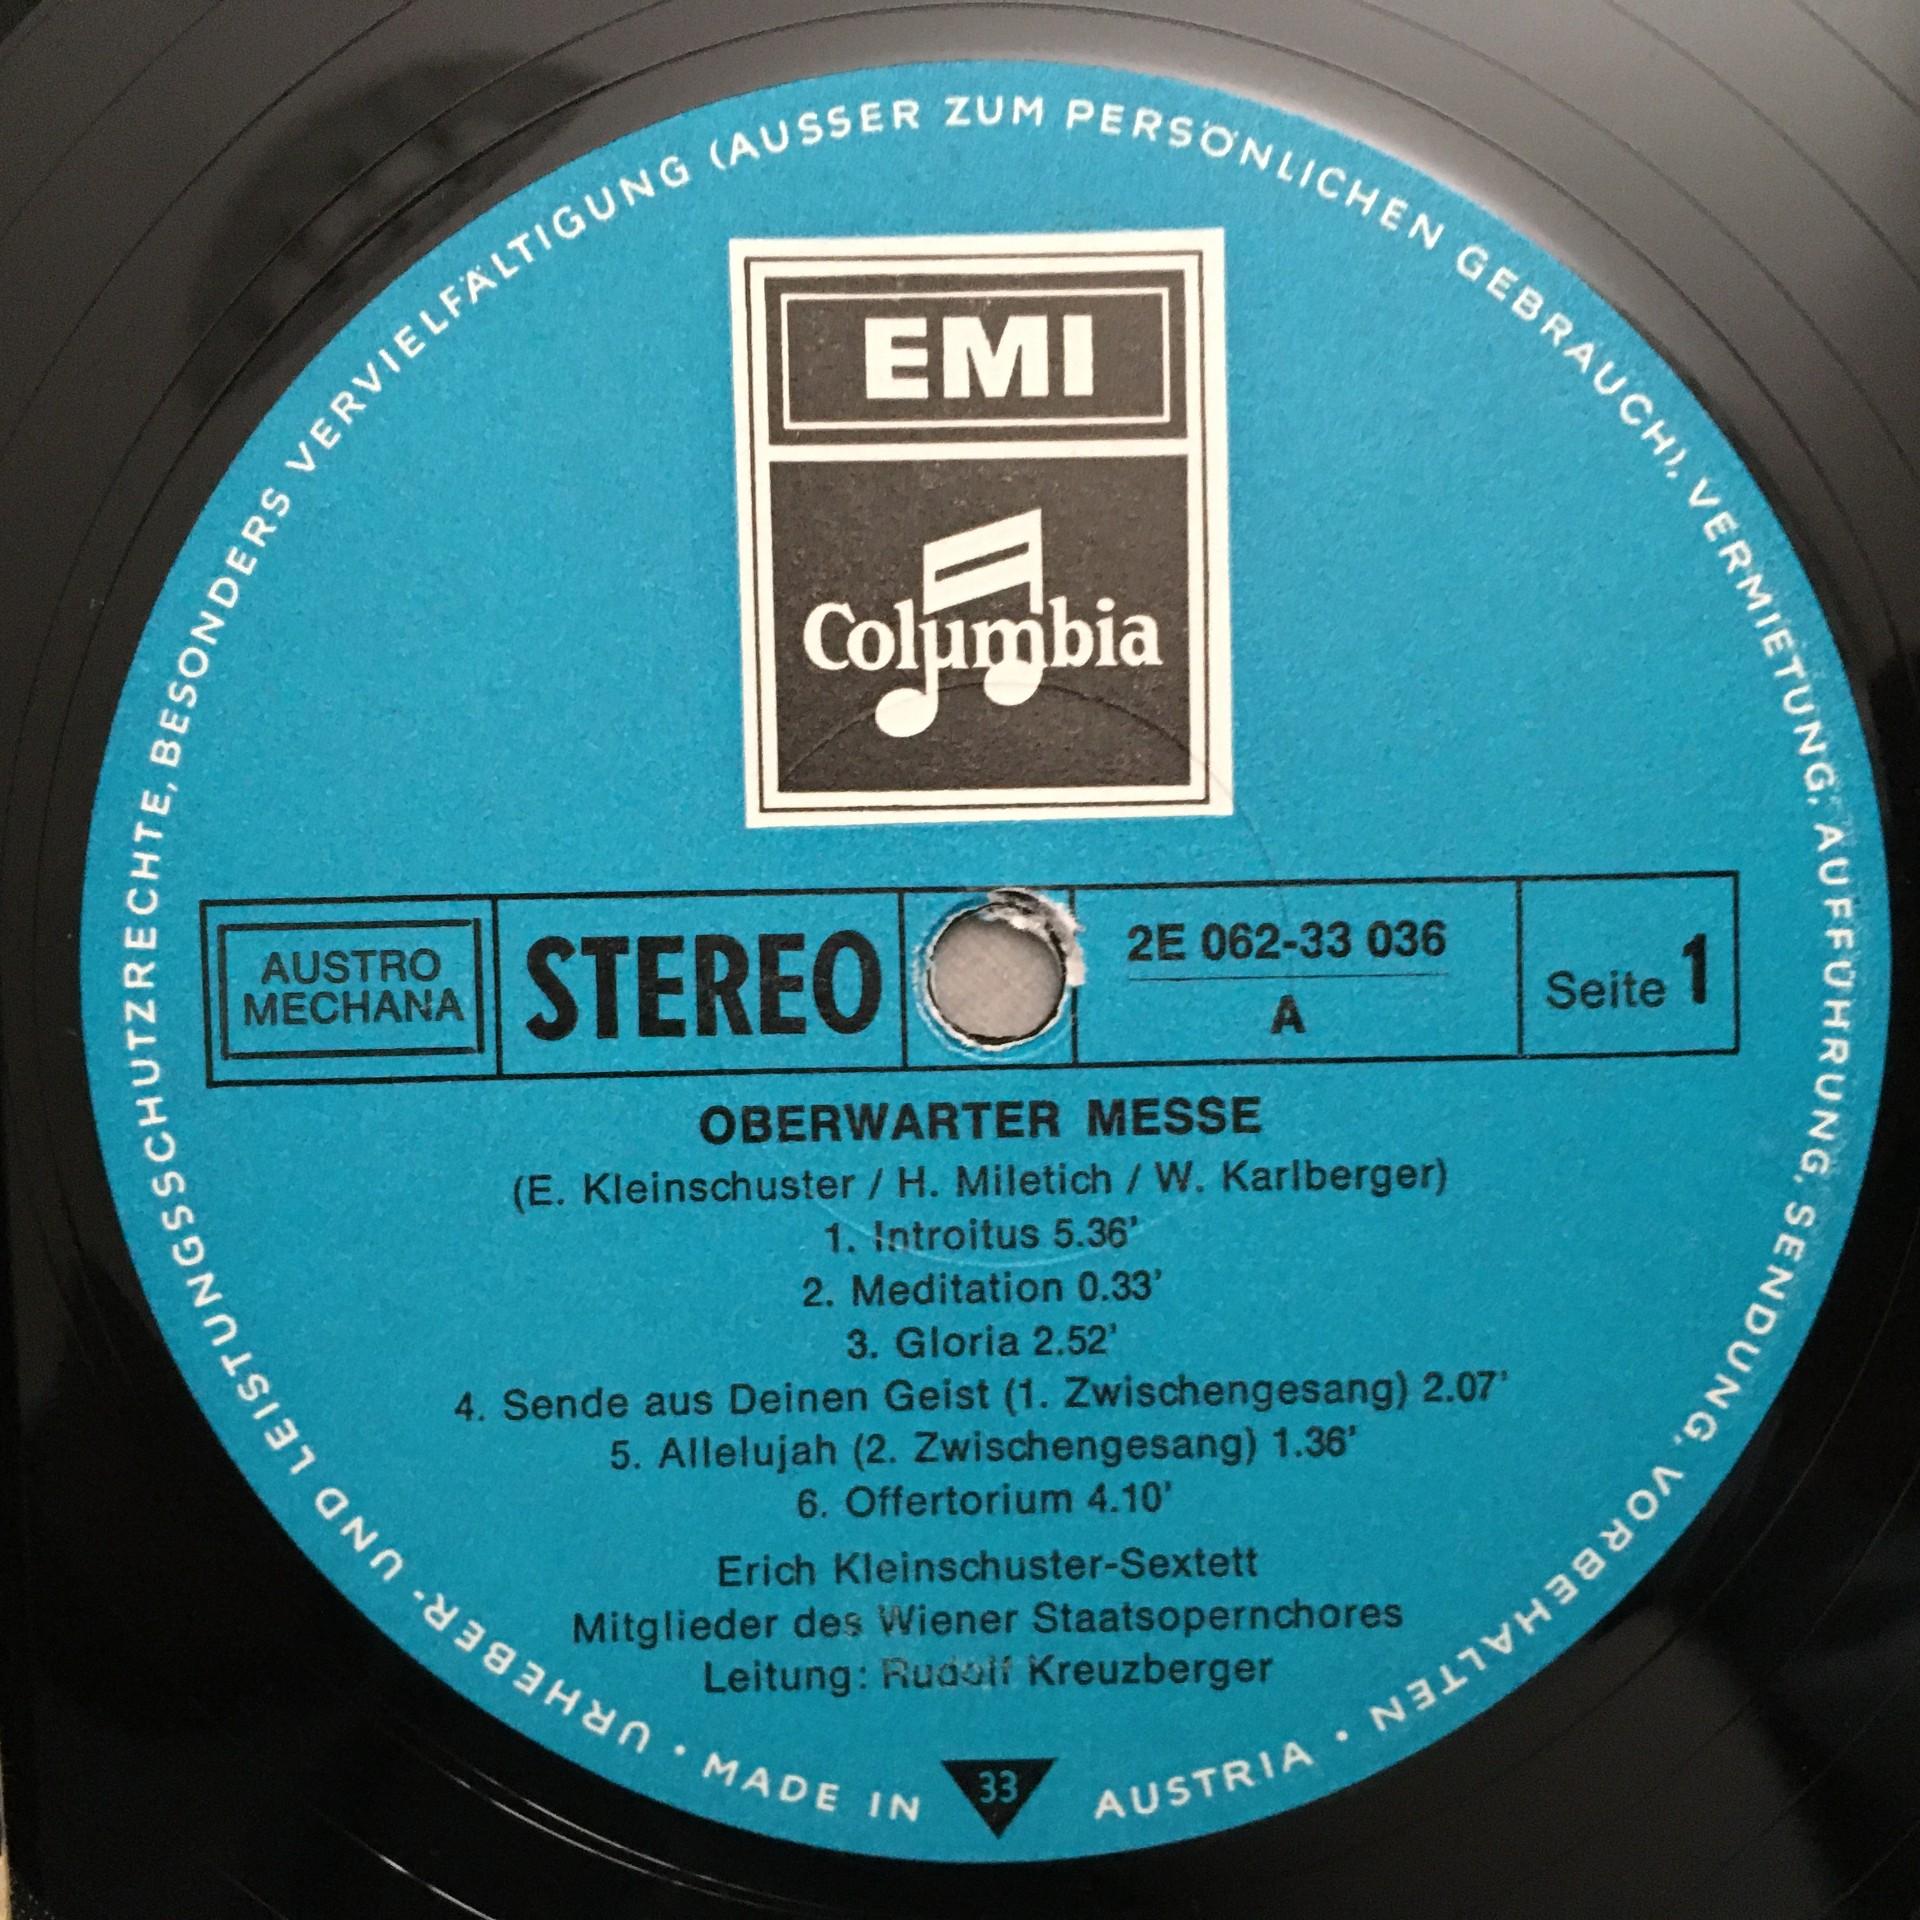 EMI
Columbia
AUSTRO
MECHANA
STEREO
2E 062-33 036
A
Seite 1
OBERWARTER MESSE
(E. Kleinschuster / H. Miletich / W. Karlberger)
1. Introitus 5.36'
2. Meditation 0.33'
3. Gloria 2.52'
4. Sende aus Deinen Geist (1. Zwischengesang) 2.07'
5. Allelujah (2. Zwischengesang) 1.36'
6. Offertorium 4.10'
Erich Kleinschuster-Sextett
Mitglieder des Wiener Staatsopernchores
Leitung: Rudolf Kreuzberger
URHEBER- UND LEISTUNGSSCHUTZRECHTE, BESONDERS VERVIELFÄLTIGUNG (AUSSER ZUM PERSÖNLICHEN GEBRAUCH), VERMIETUNG, AUFFÜHRUNG, SENDUNG, VORBEHALTEN •
• MADE IN 33 AUSTRIA